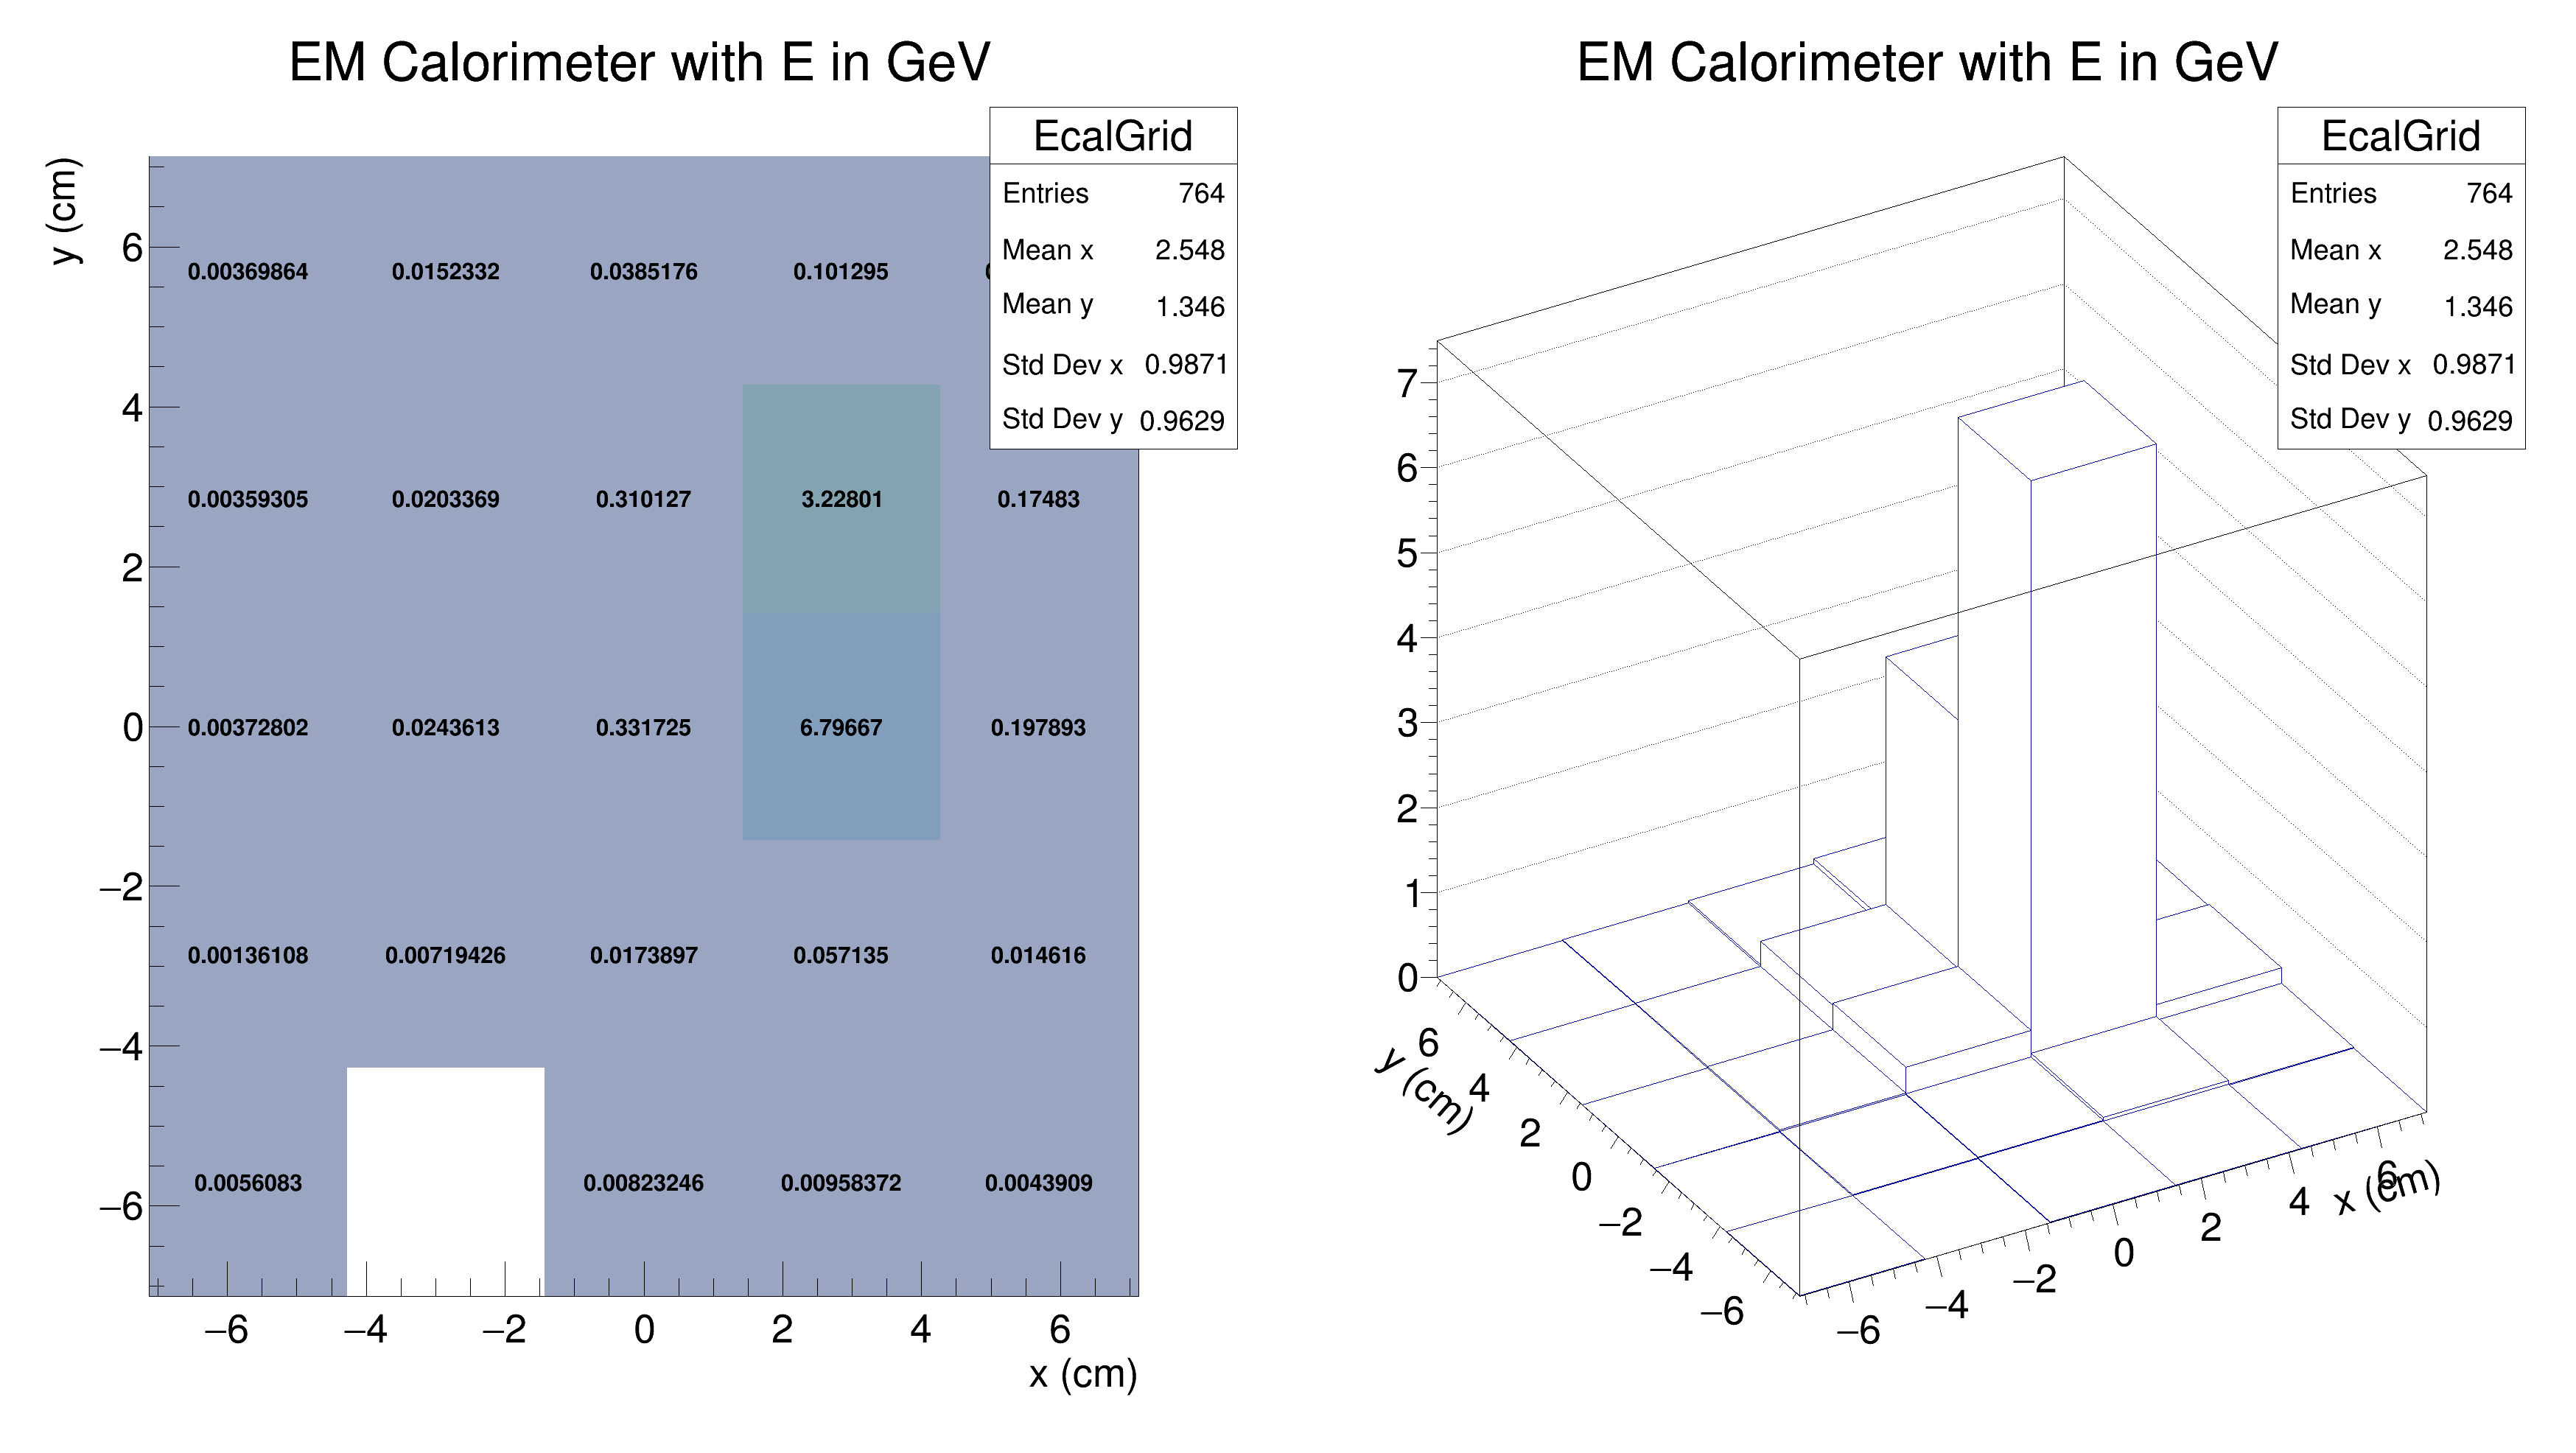 EM Calorimeter with E in GeV
EcalGrid
Entries 764
Mean x 2.548
Mean y 1.346
Std Dev x 0.9871
Std Dev y 0.9629
y (cm)
6
4
2
0
−2
−4
−6
0.00369864 0.0152332 0.0385176 0.101295
0.00359305 0.0203369 0.310127 3.22801 0.17483
0.00372802 0.0243613 0.331725 6.79667 0.197893
0.00136108 0.00719426 0.0173897 0.057135 0.014616
0.0056083 0.00823246 0.00958372 0.0043909
−6 −4 −2 0 2 4 6
x (cm)
EM Calorimeter with E in GeV
EcalGrid
Entries 764
Mean x 2.548
Mean y 1.346
Std Dev x 0.9871
Std Dev y 0.9629
7
6
5
4
3
2
1
0
y (cm)
6
4
2
0
−2
−4
−6
−6 −4 −2 0 2 4 6
x (cm)